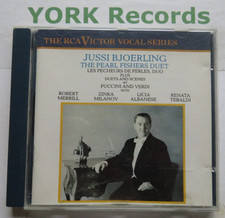 YORK Records
THE RCA VICTOR VOCAL SERIES
JUSSI BJOERLING
THE PEARL FISHERS DUET
LES PECHEURS DE PERLES, DUO
PLUS
DUETS AND SCENES
BY
PUCCINI AND VERDI
WITH
ROBERT MERRILL
ZINKA MILANOV
LICIA ALBANESE
RENATA TEBALDI